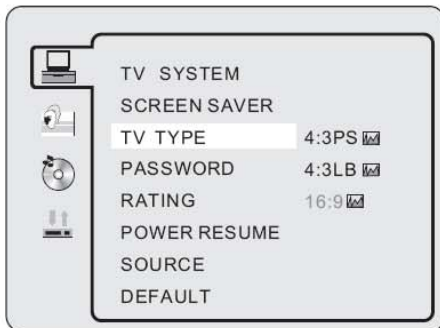 TV SYSTEM
SCREEN SAVER
TV TYPE 4:3PS
PASSWORD 4:3LB
RATING 16:9
POWER RESUME
SOURCE
DEFAULT